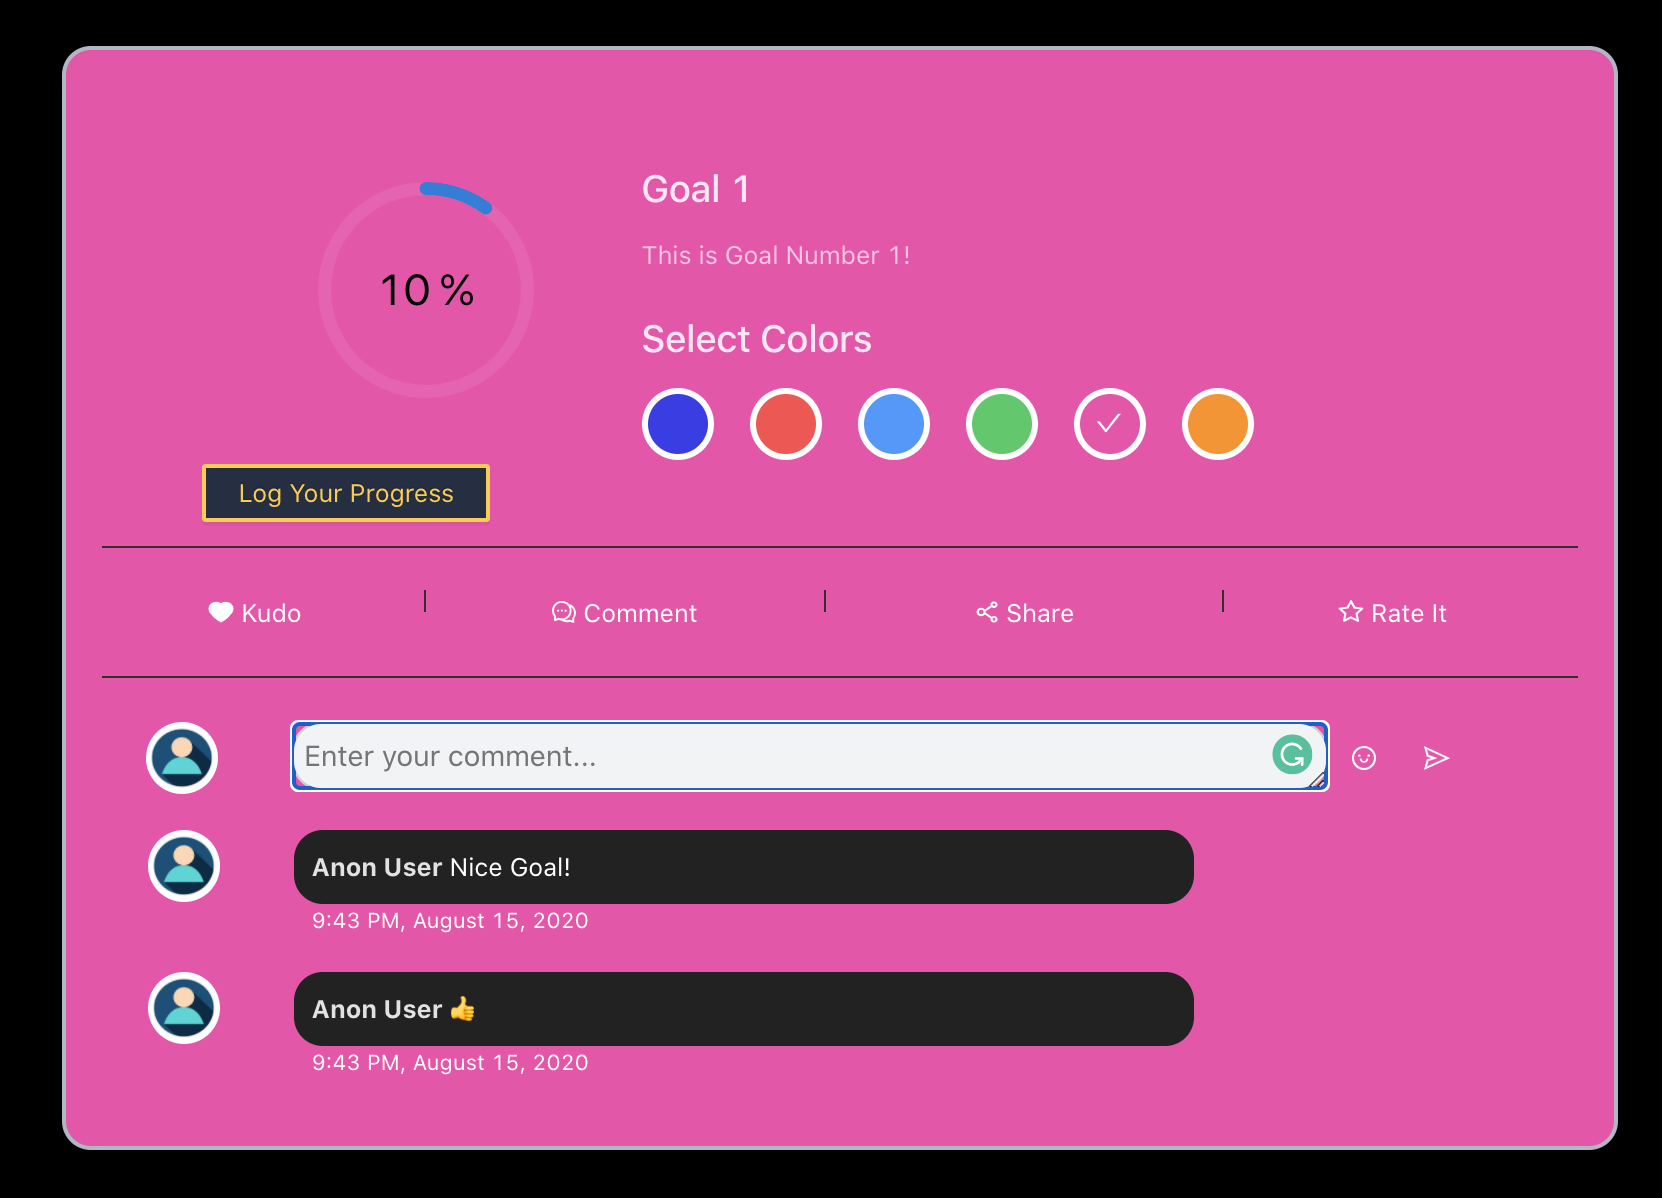 Goal 1
This is Goal Number 1!
10 %
Select Colors
Log Your Progress
Kudo
Comment
Share
Rate It
Enter your comment...
Anon User Nice Goal!
9:43 PM, August 15, 2020
Anon User 👍
9:43 PM, August 15, 2020